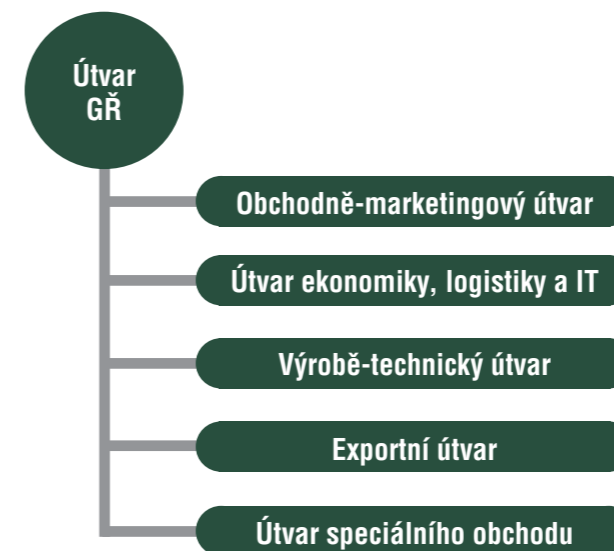 Útvar
GŘ
Obchodně-marketingový útvar
Útvar ekonomiky, logistiky a IT
Výrobě-technický útvar
Exportní útvar
Útvar speciálního obchodu